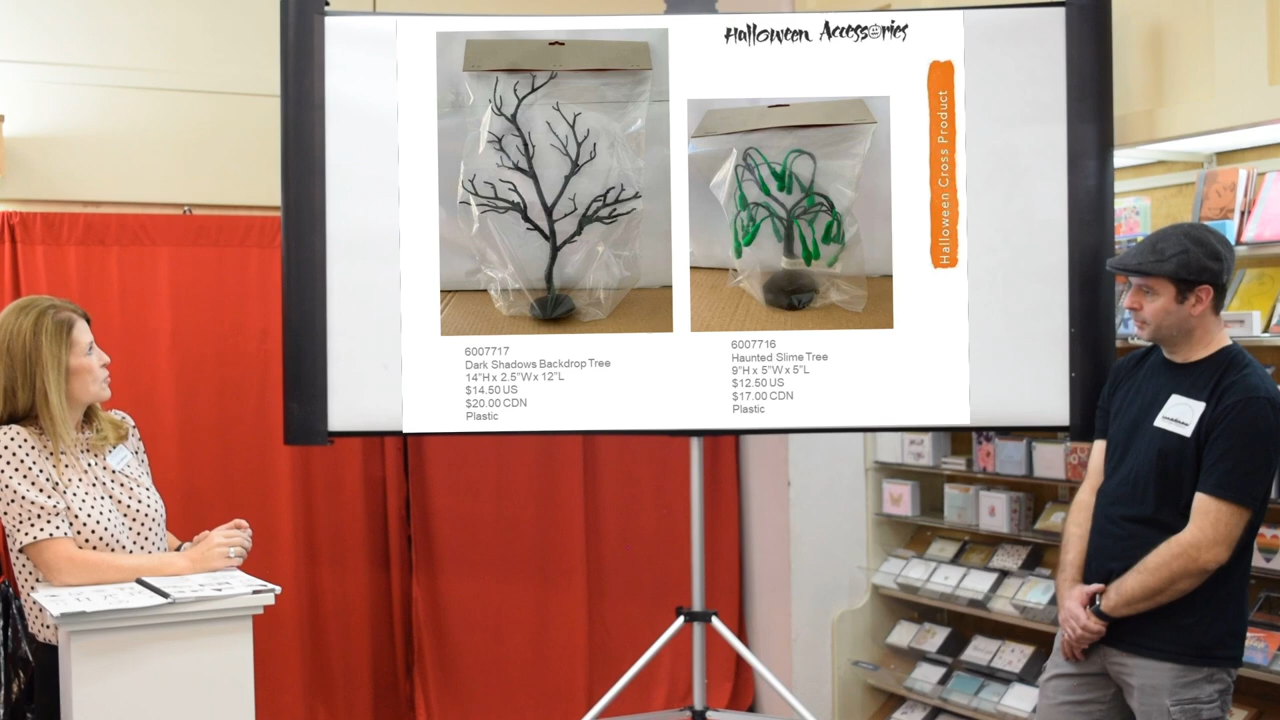 Halloween Accessories
Halloween Cross Product
6007717
Dark Shadows Backdrop Tree
14"H x 2.5"W x 12"L
$14.50 US
$20.00 CDN
Plastic
6007716
Haunted Slime Tree
9"H x 5"W x 5"L
$12.50 US
$17.00 CDN
Plastic